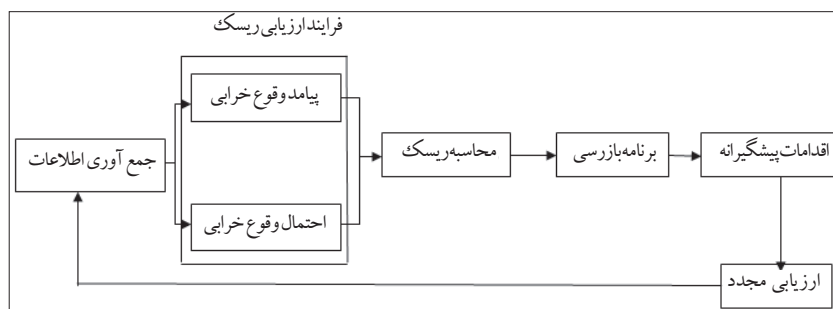 فرایند ارزیابی ریسک
پیامد وقوع خرابی
جمع آوری اطلاعات
محاسبه ریسک
برنامه بازرسی
اقدامات پیشگیرانه
احتمال وقوع خرابی
ارزیابی مجدد